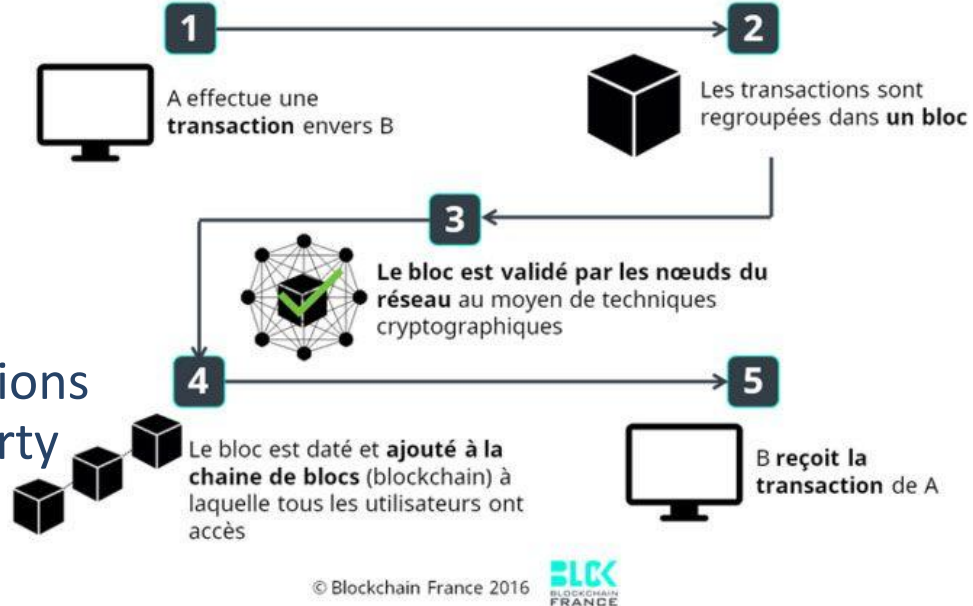 1
2
A effectue une
transaction envers B
Les transactions sont
regroupées dans un bloc
3
Le bloc est validé par les nœuds du
réseau au moyen de techniques
cryptographiques
ions
rty
4
Le bloc est daté et ajouté à la
chaine de blocs (blockchain) à
laquelle tous les utilisateurs ont
accès
5
B reçoit la
transaction de A
© Blockchain France 2016
BLCK
BLOCKCHAIN
FRANCE